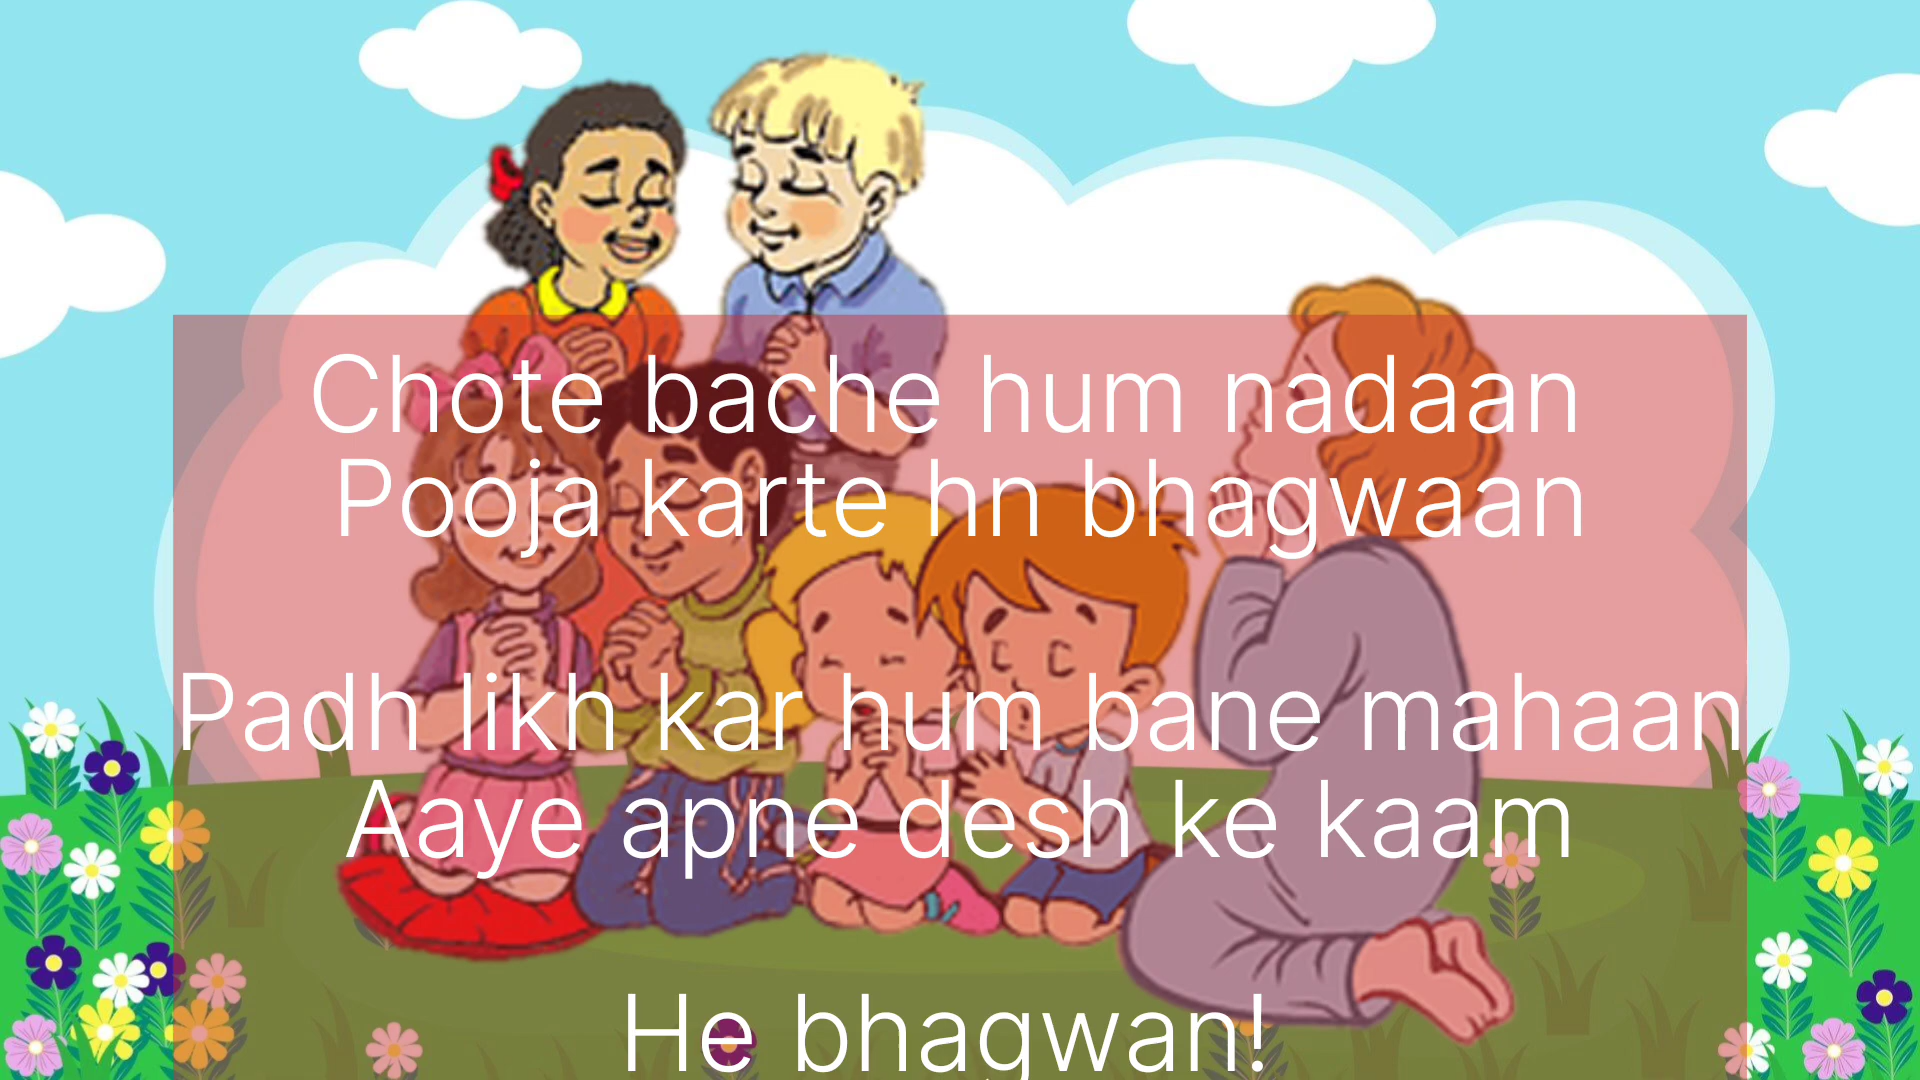 Chote bache hum nadaan
Pooja karte hn bhagwaan
Padh likh kar hum bane mahaan
Aaye apne desh ke kaam
He bhagwan!